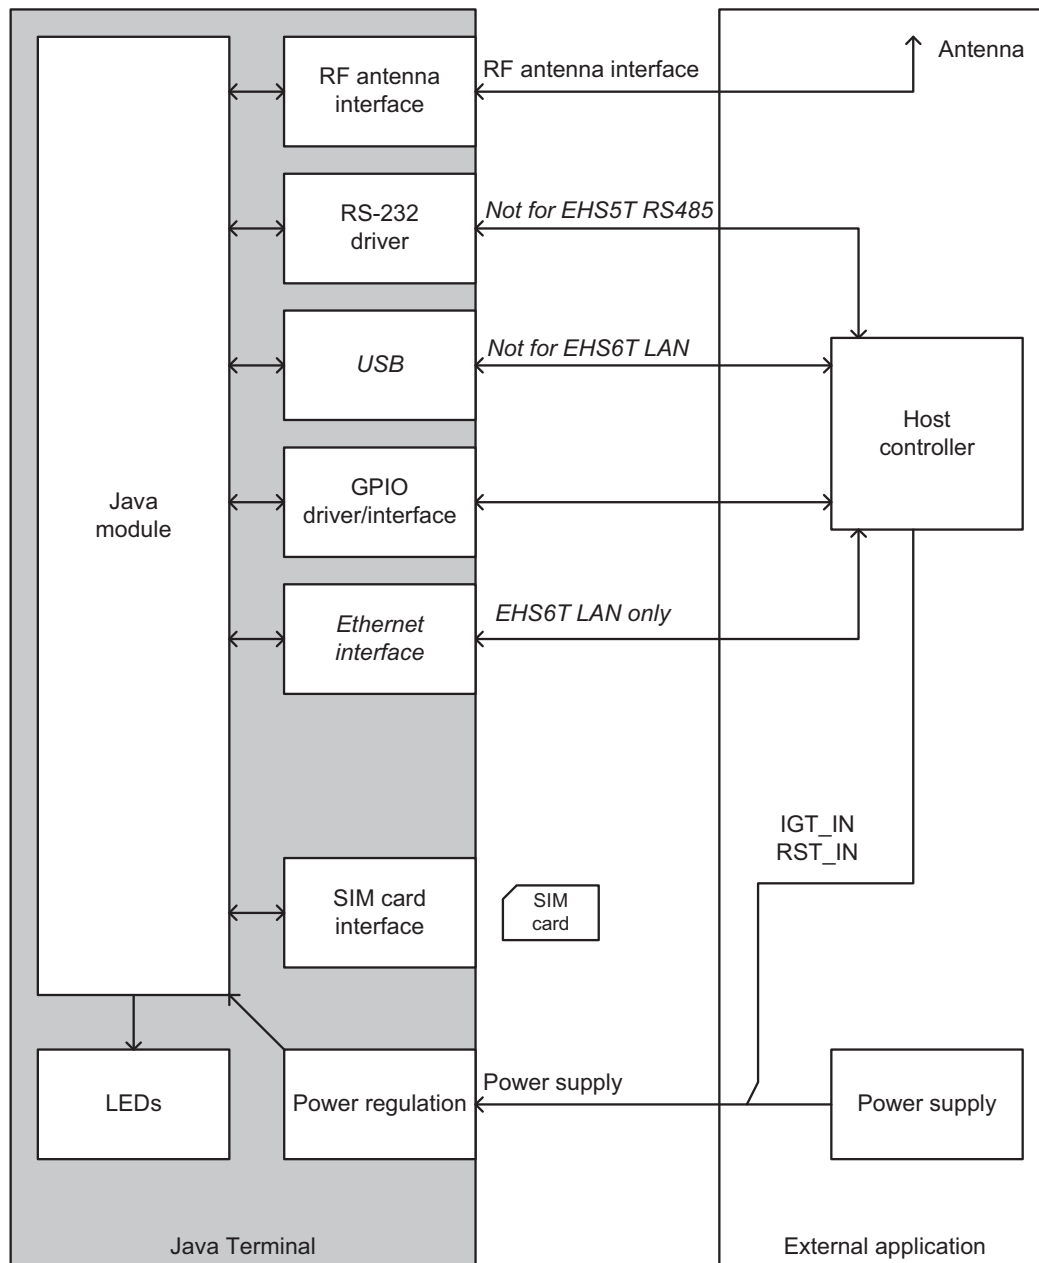 RF antenna
interface
RF antenna interface
Antenna
RS-232
driver
Not for EHS5T RS485
USB
Not for EHS6T LAN
Host
controller
Java
module
GPIO
driver/interface
Ethernet
interface
EHS6T LAN only
IGT_IN
RST_IN
SIM card
interface
SIM
card
LEDs
Power regulation
Power supply
Power supply
Java Terminal
External application